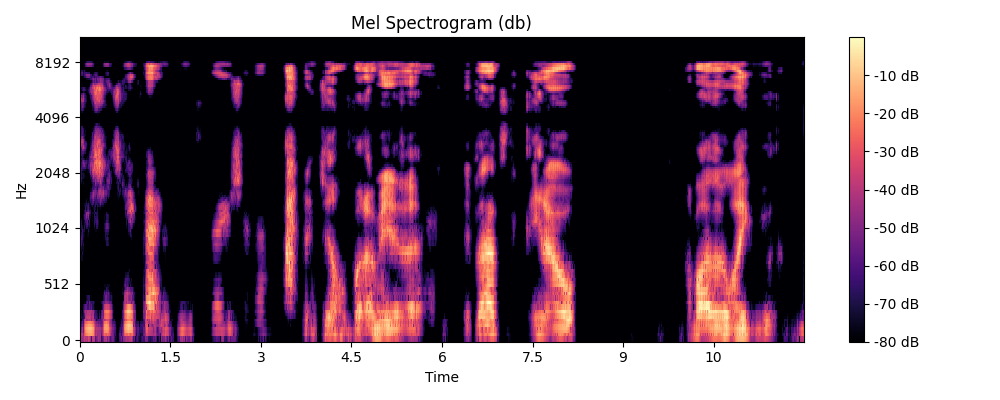 Mel Spectrogram (db)
Hz
8192
4096
2048
1024
512
0
0 1.5 3 4.5 6 7.5 9 10
Time
-10 dB
-20 dB
-30 dB
-40 dB
-50 dB
-60 dB
-70 dB
-80 dB